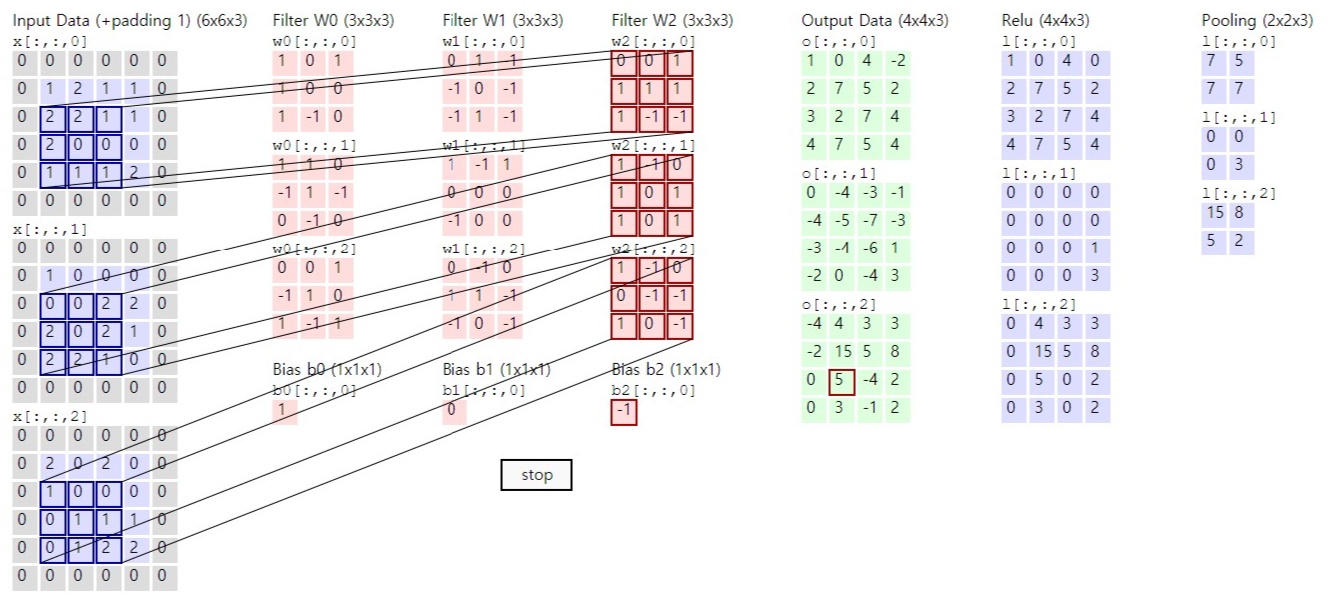 Input Data (+padding 1) (6x6x3)
x[:,:,0]
0 0 0 0 0 0
0 1 2 1 1 0
0 2 2 1 1 0
0 2 0 0 0 0
0 1 1 1 2 0
0 0 0 0 0 0
x[:,:,1]
0 0 0 0 0 0
0 1 0 0 0 0
0 0 0 2 2 0
0 2 0 2 1 0
0 2 2 1 0 0
0 0 0 0 0 0
x[:,:,2]
0 0 0 0 0 0
0 2 0 2 0 0
0 1 0 0 0 0
0 0 1 1 1 0
0 0 1 2 2 0
0 0 0 0 0 0
Filter W0 (3x3x3)
w0[:,:,0]
1 0 1
1 0 0
1 -1 0
w0[:,:,1]
1 1 0
-1 1 -1
0 -1 0
w0[:,:,2]
0 0 1
-1 1 0
1 -1 1
Bias b0 (1x1x1)
b0[:,:,0]
1
Filter W1 (3x3x3)
w1[:,:,0]
0 1 -1
-1 0 -1
-1 1 -1
w1[:,:,1]
1 -1 1
0 0 0
-1 0 0
w1[:,:,2]
0 -1 0
1 1 -1
-1 0 -1
Bias b1 (1x1x1)
b1[:,:,0]
0
Filter W2 (3x3x3)
w2[:,:,0]
0 0 1
1 1 1
1 -1 -1
w2[:,:,1]
1 -1 0
1 0 1
1 0 1
w2[:,:,2]
1 -1 0
0 -1 -1
1 0 -1
Bias b2 (1x1x1)
b2[:,:,0]
-1
stop
Output Data (4x4x3)
o[:,:,0]
1 0 4 -2
2 7 5 2
3 2 7 4
4 7 5 4
o[:,:,1]
0 -4 -3 -1
-4 -5 -7 -3
-3 -4 -6 1
-2 0 -4 3
o[:,:,2]
-4 4 3 3
-2 15 5 8
0 5 -4 2
0 3 -1 2
Relu (4x4x3)
l[:,:,0]
1 0 4 0
2 7 5 2
3 2 7 4
4 7 5 4
l[:,:,1]
0 0 0 0
0 0 0 0
0 0 0 1
0 0 0 3
l[:,:,2]
0 4 3 3
0 15 5 8
0 5 0 2
0 3 0 2
Pooling (2x2x3)
l[:,:,0]
7 5
7 7
l[:,:,1]
0 0
0 3
l[:,:,2]
15 8
5 2